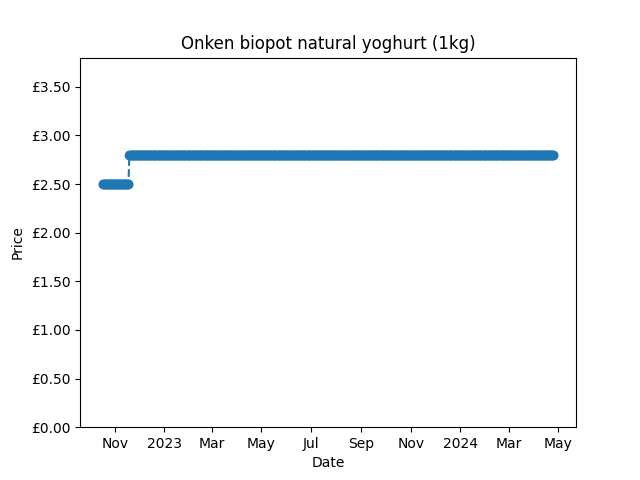 Onken biopot natural yoghurt (1kg)
£3.50
£3.00
£2.50
£2.00
£1.50
£1.00
£0.50
£0.00
Price
Nov 2023 Mar May Jul Sep Nov 2024 Mar May
Date